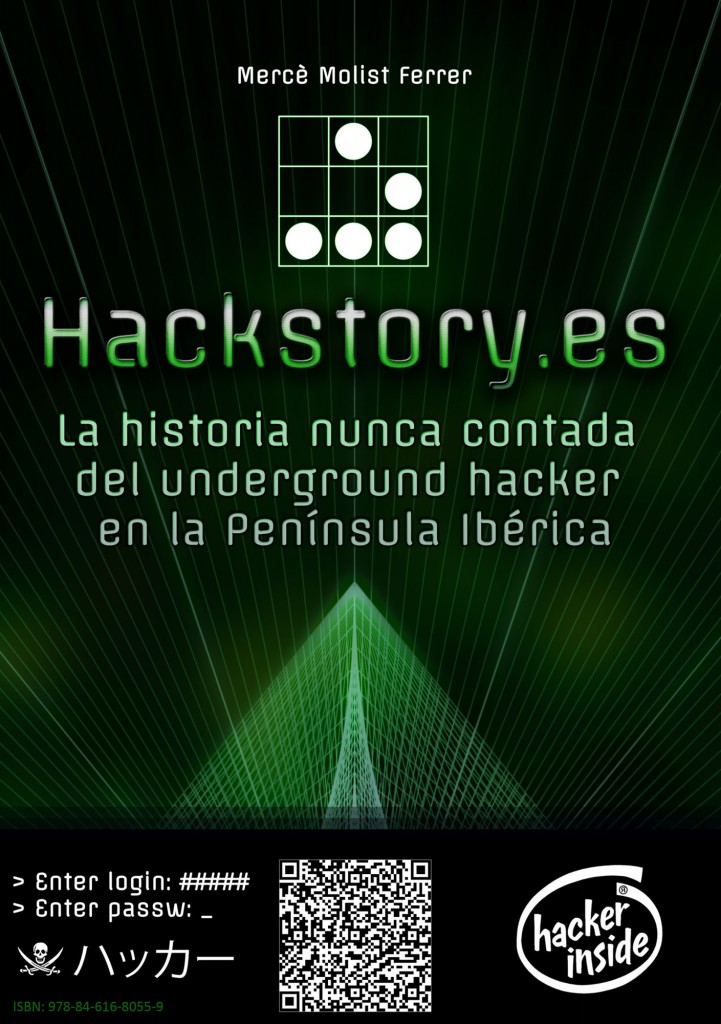 Mercè Molist Ferrer
Hackstory.es
La historia nunca contada
del underground hacker
en la Península Ibérica
> Enter login: #####
> Enter passw: _
ハッカー
ISBN: 978-84-616-8055-9
®
hacker
inside